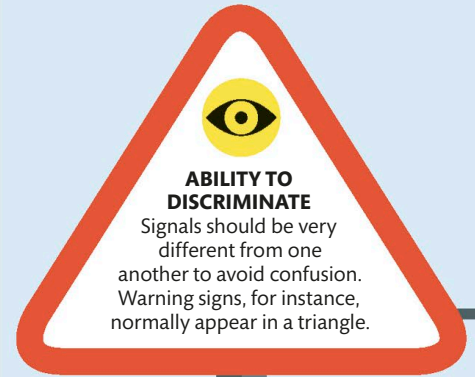 ABILITY TO
DISCRIMINATE
Signals should be very
different from one
another to avoid confusion.
Warning signs, for instance,
normally appear in a triangle.